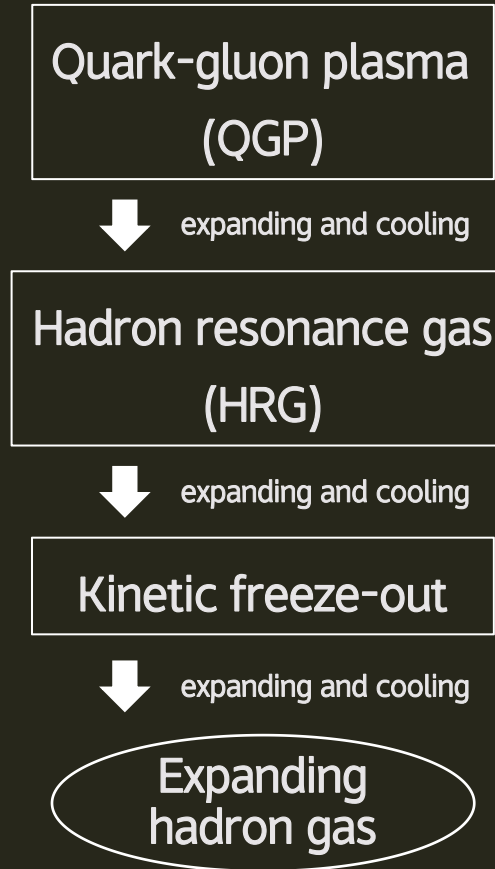 Quark-gluon plasma
(QGP)
expanding and cooling
Hadron resonance gas
(HRG)
expanding and cooling
Kinetic freeze-out
expanding and cooling
Expanding
hadron gas